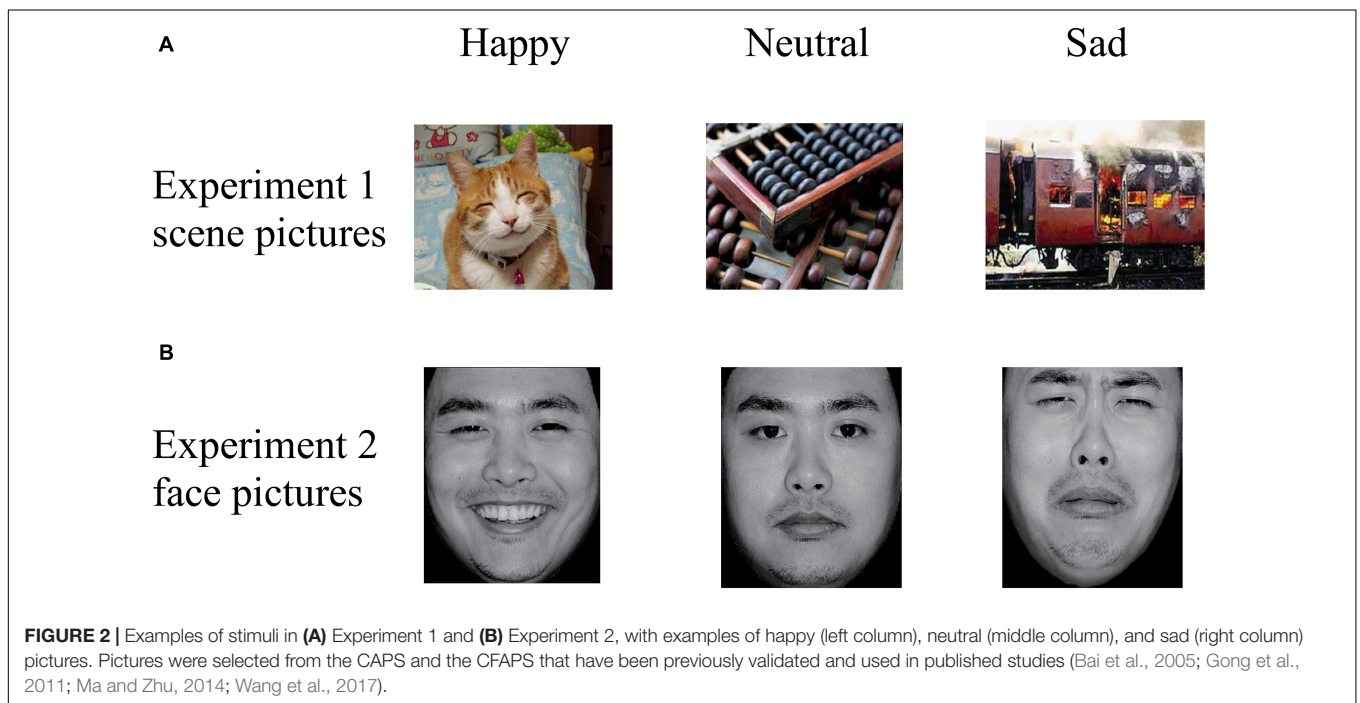 A
Happy Neutral Sad
Experiment 1
scene pictures
B
Experiment 2
face pictures
FIGURE 2 | Examples of stimuli in (A) Experiment 1 and (B) Experiment 2, with examples of happy (left column), neutral (middle column), and sad (right column)
pictures. Pictures were selected from the CAPS and the CFAPS that have been previously validated and used in published studies (Bai et al., 2005; Gong et al.,
2011; Ma and Zhu, 2014; Wang et al., 2017).